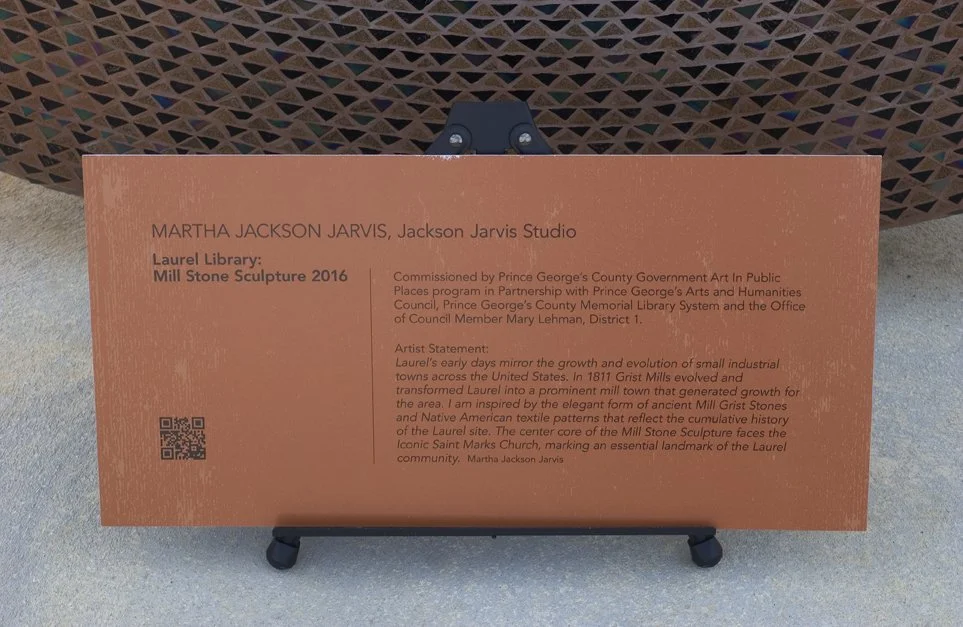 MARTHA JACKSON JARVIS, Jackson Jarvis Studio
Laurel Library:
Mill Stone Sculpture 2016
Commissioned by Prince George's County Government Art In Public
Places program in Partnership with Prince George's Arts and Humanities
Council, Prince George's County Memorial Library System and the Office
of Council Member Mary Lehman, District 1.
Artist Statement:
Laurel's early days mirror the growth and evolution of small industrial
towns across the United States. In 1811 Grist Mills evolved and
transformed Laurel into a prominent mill town that generated growth for
the area. I am inspired by the elegant form of ancient Mill Grist Stones
and Native American textile patterns that reflect the cumulative history
of the Laurel site. The center core of the Mill Stone Sculpture faces the
Iconic Saint Marks Church, marking an essential landmark of the Laurel
community. Martha Jackson Jarvis